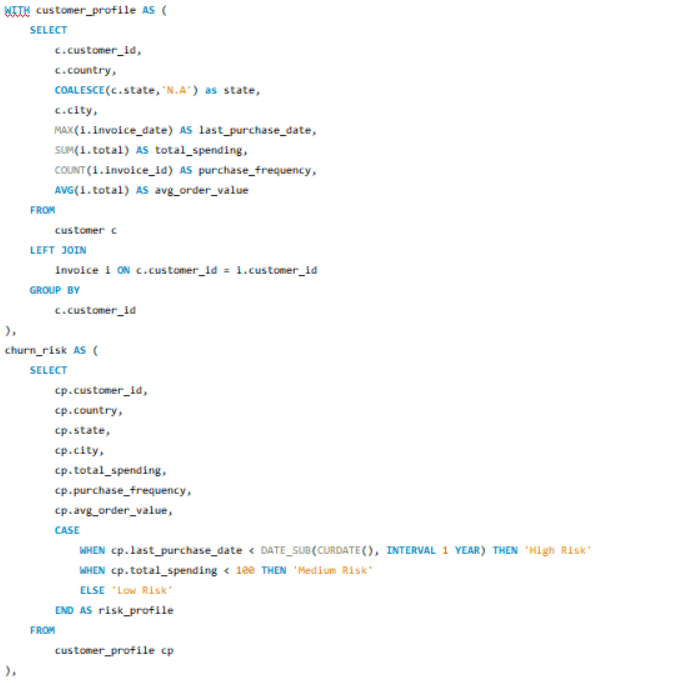 WITH customer_profile AS (
    SELECT
        c.customer_id,
        c.country,
        COALESCE(c.state,'N.A') as state,
        c.city,
        MAX(i.invoice_date) AS last_purchase_date,
        SUM(i.total) AS total_spending,
        COUNT(i.invoice_id) AS purchase_frequency,
        AVG(i.total) AS avg_order_value
    FROM
        customer c
    LEFT JOIN
        invoice i ON c.customer_id = i.customer_id
    GROUP BY
        c.customer_id
),
churn_risk AS (
    SELECT
        cp.customer_id,
        cp.country,
        cp.state,
        cp.city,
        cp.total_spending,
        cp.purchase_frequency,
        cp.avg_order_value,
        CASE
            WHEN cp.last_purchase_date < DATE_SUB(CURDATE(), INTERVAL 1 YEAR) THEN 'High Risk'
            WHEN cp.total_spending < 100 THEN 'Medium Risk'
            ELSE 'Low Risk'
        END AS risk_profile
    FROM
        customer_profile cp
),